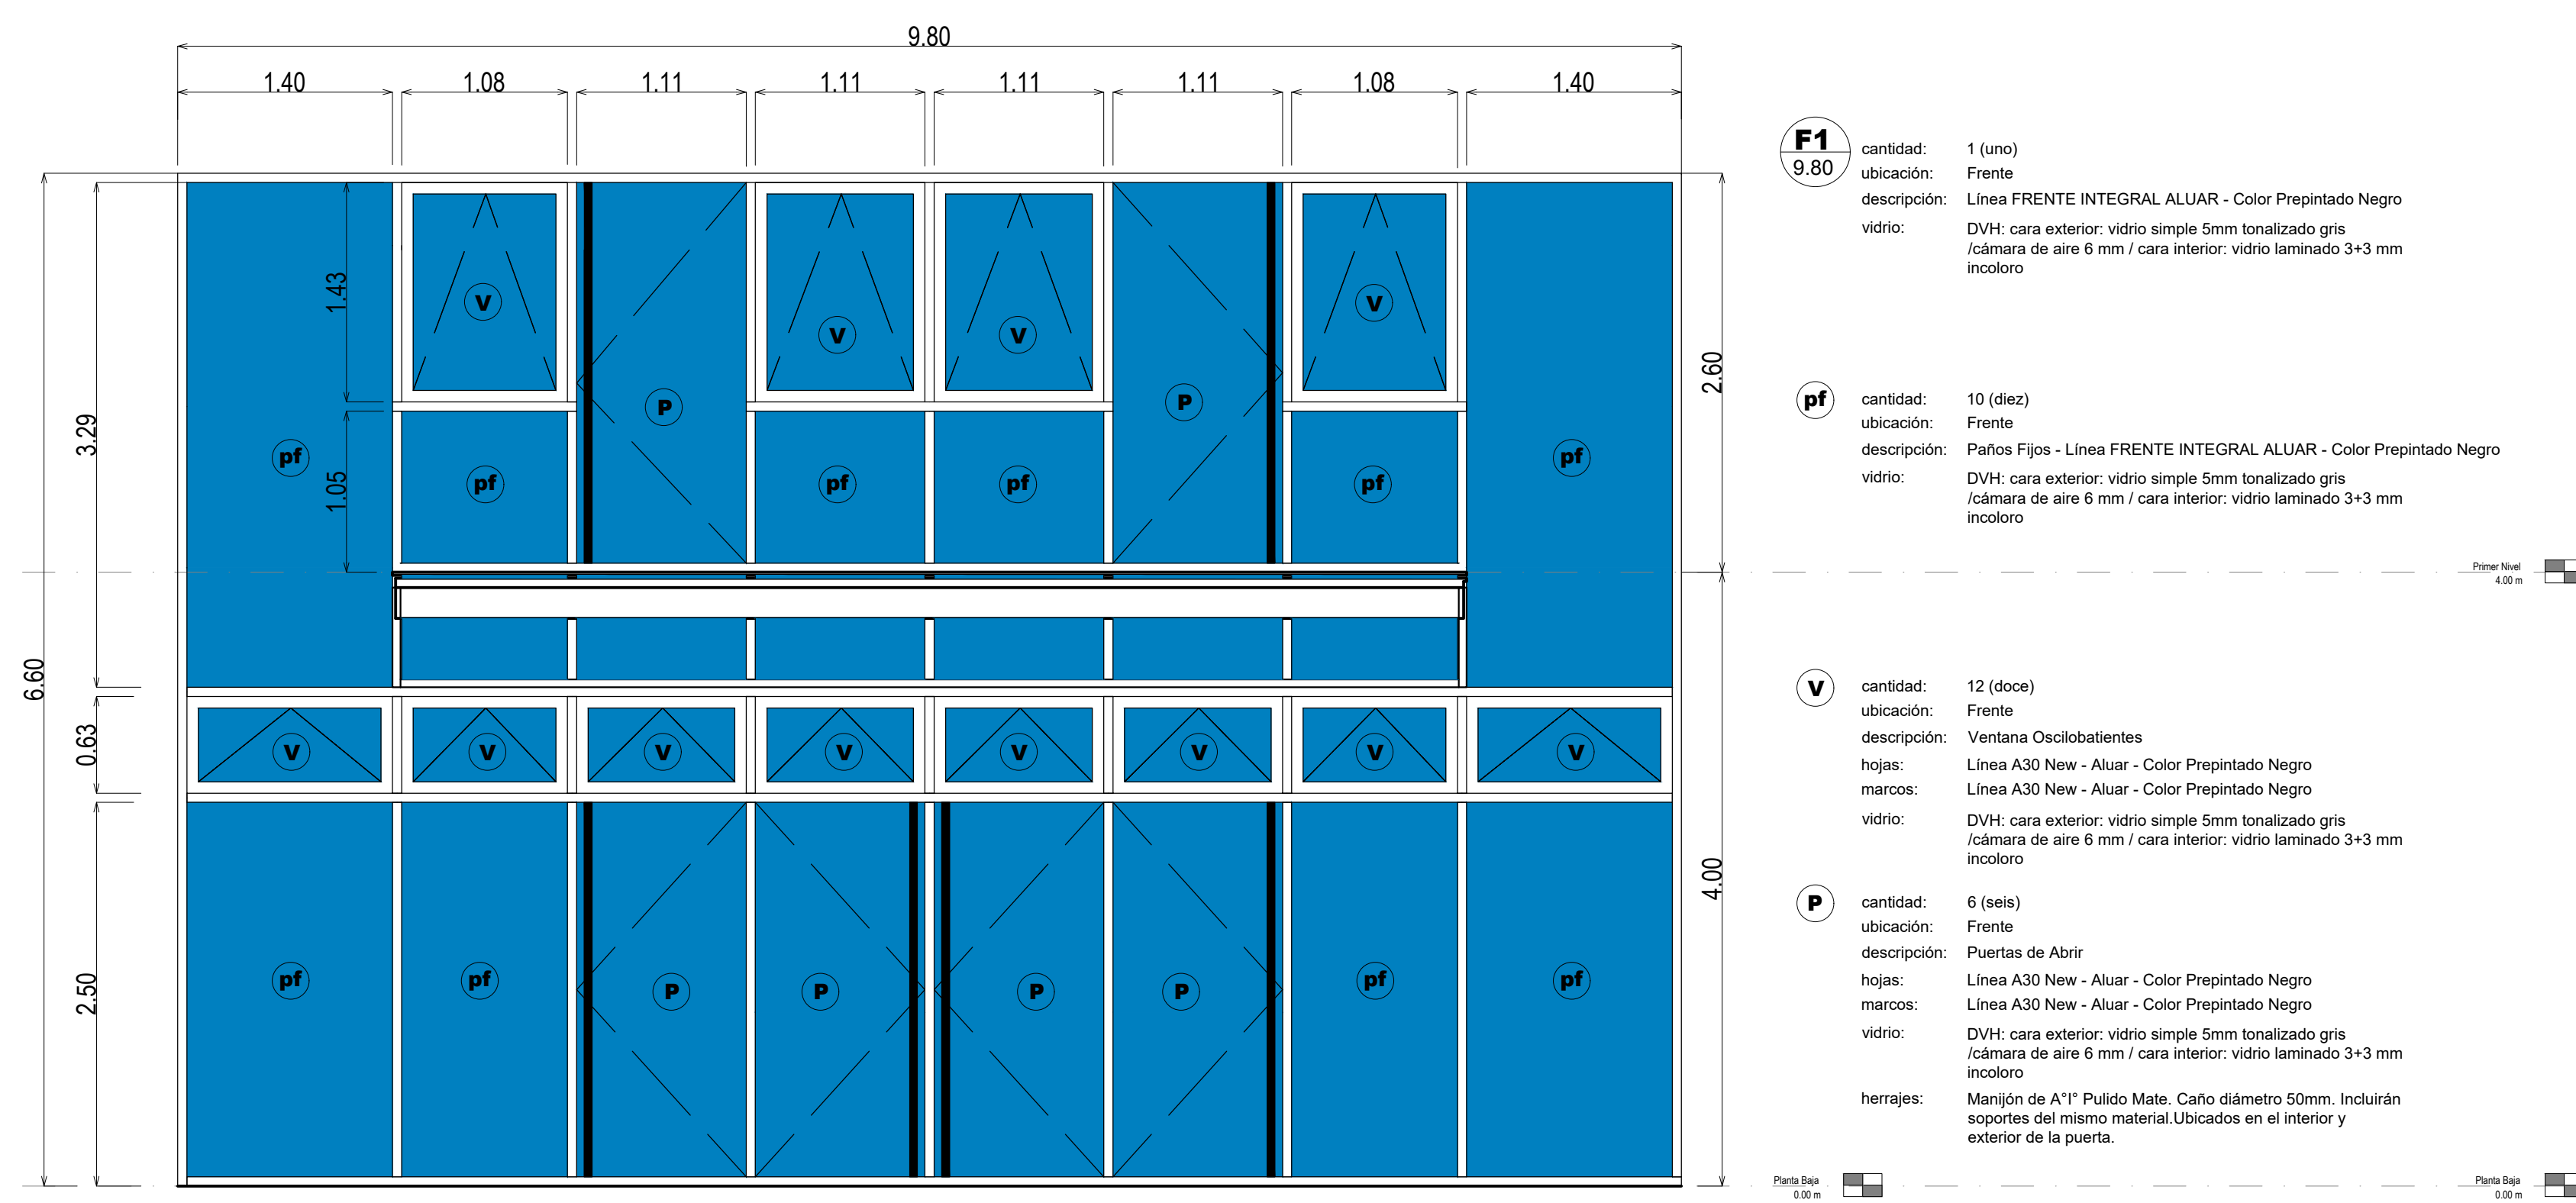 9.80
1.40 1.08 1.11 1.11 1.11 1.11 1.08 1.40
6.60
3.29
0.63
2.50
1.43
1.05
2.60
4.00
V P V V P V
pf pf pf pf pf pf
V V V V V V V V
pf pf P P P P pf pf
F1
9.80
cantidad: 1 (uno)
ubicación: Frente
descripción: Línea FRENTE INTEGRAL ALUAR - Color Prepintado Negro
vidrio: DVH: cara exterior: vidrio simple 5mm tonalizado gris
/cámara de aire 6 mm / cara interior: vidrio laminado 3+3 mm
incoloro
pf
cantidad: 10 (diez)
ubicación: Frente
descripción: Paños Fijos - Línea FRENTE INTEGRAL ALUAR - Color Prepintado Negro
vidrio: DVH: cara exterior: vidrio simple 5mm tonalizado gris
/cámara de aire 6 mm / cara interior: vidrio laminado 3+3 mm
incoloro
Primer Nivel
4.00 m
V
cantidad: 12 (doce)
ubicación: Frente
descripción: Ventana Oscilobatientes
hojas: Línea A30 New - Aluar - Color Prepintado Negro
marcos: Línea A30 New - Aluar - Color Prepintado Negro
vidrio: DVH: cara exterior: vidrio simple 5mm tonalizado gris
/cámara de aire 6 mm / cara interior: vidrio laminado 3+3 mm
incoloro
P
cantidad: 6 (seis)
ubicación: Frente
descripción: Puertas de Abrir
hojas: Línea A30 New - Aluar - Color Prepintado Negro
marcos: Línea A30 New - Aluar - Color Prepintado Negro
vidrio: DVH: cara exterior: vidrio simple 5mm tonalizado gris
/cámara de aire 6 mm / cara interior: vidrio laminado 3+3 mm
incoloro
herrajes: Manijón de A°I° Pulido Mate. Caño diámetro 50mm. Incluirán
soportes del mismo material.Ubicados en el interior y
exterior de la puerta.
Planta Baja
0.00 m
Planta Baja
0.00 m